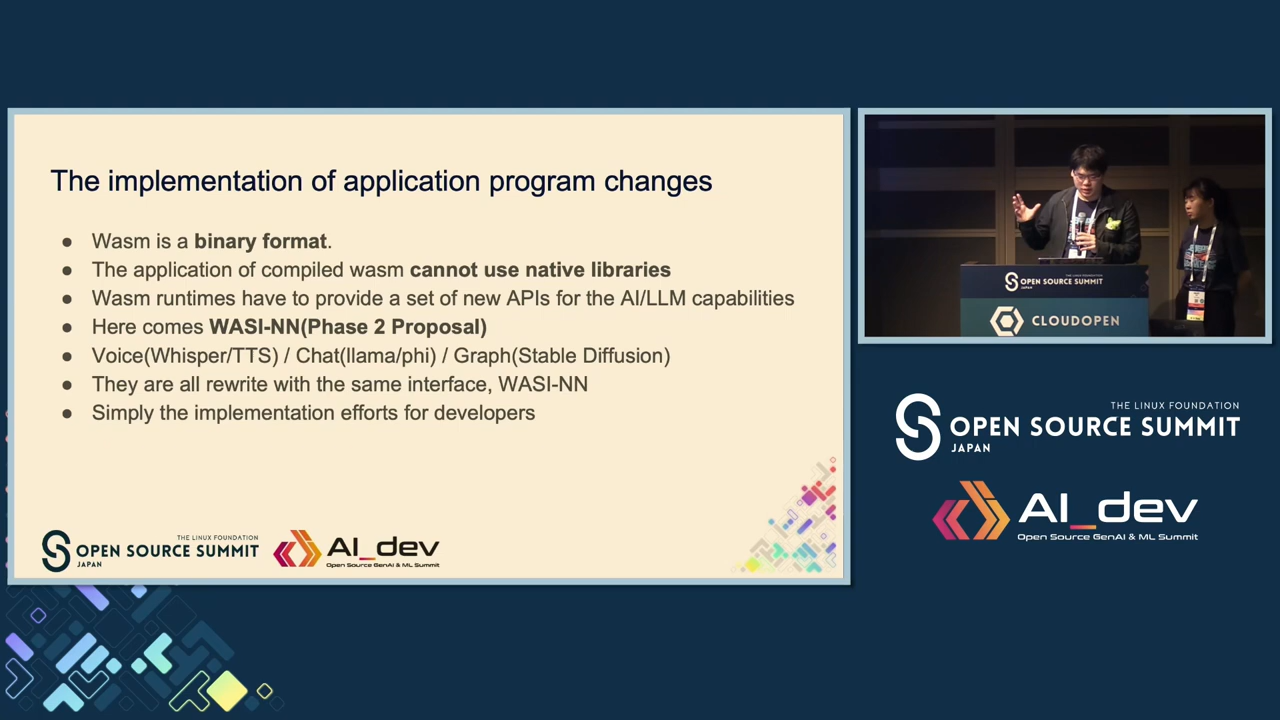 The implementation of application program changes
● Wasm is a binary format.
● The application of compiled wasm cannot use native libraries
● Wasm runtimes have to provide a set of new APIs for the AI/LLM capabilities
● Here comes WASI-NN(Phase 2 Proposal)
● Voice(Whisper/TTS) / Chat(llama/phi) / Graph(Stable Diffusion)
● They are all rewrite with the same interface, WASI-NN
● Simply the implementation efforts for developers
THE LINUX FOUNDATION
OPEN SOURCE SUMMIT
JAPAN
AI_dev
Open Source GenAI & ML Summit
THE LINUX FOUNDATION
OPEN SOURCE SUMMIT
JAPAN
CLOUDOPEN
THE LINUX FOUNDATION
OPEN SOURCE SUMMIT
JAPAN
AI_dev
Open Source GenAI & ML Summit